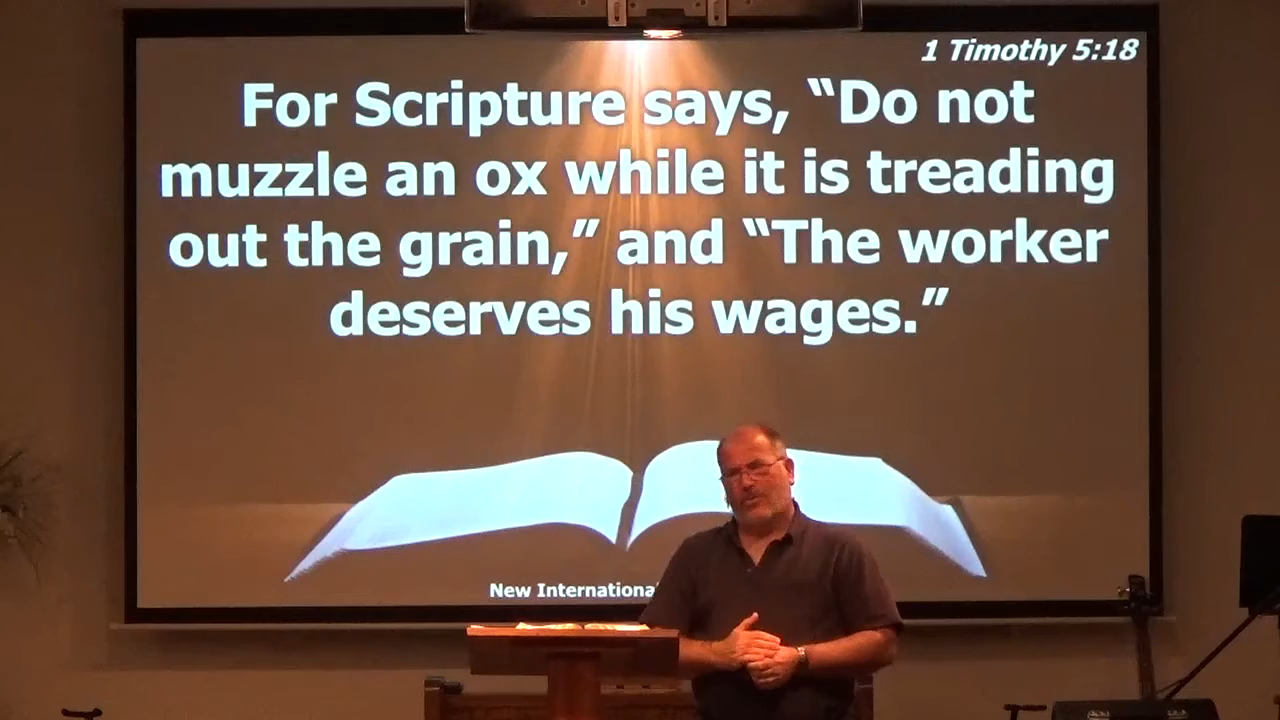 1 Timothy 5:18
For Scripture says, “Do not
muzzle an ox while it is treading
out the grain,” and “The worker
deserves his wages.”
New International